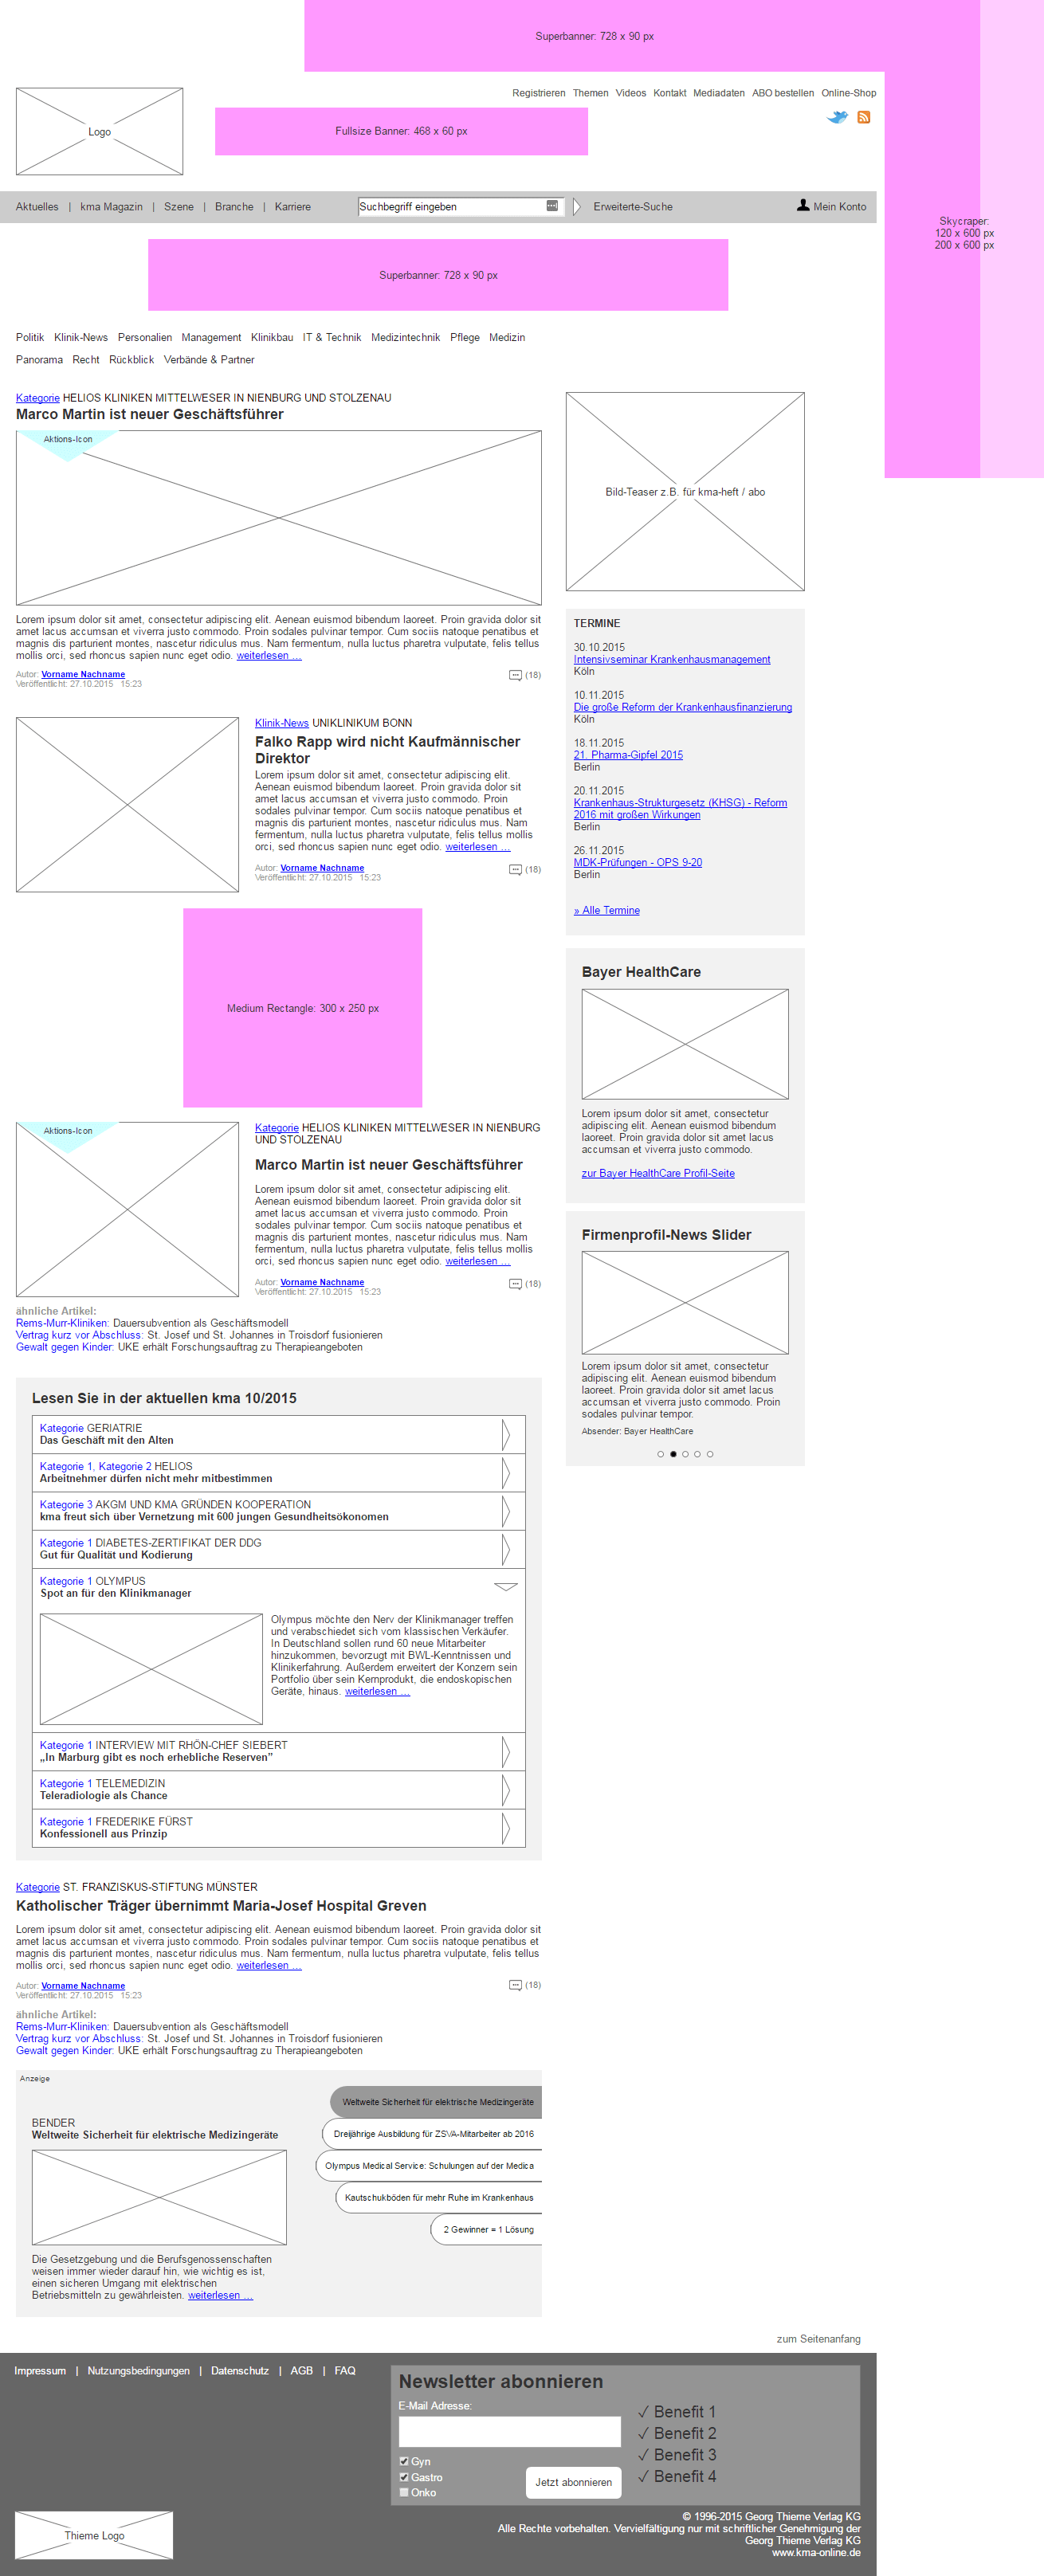 Superbanner: 728 x 90 px
Registrieren Themen Videos Kontakt Mediadaten ABO bestellen Online-Shop
Logo
Fullsize Banner: 468 x 60 px
Aktuelles | kma Magazin | Szene | Branche | Karriere
Suchbegriff eingeben
Erweiterte-Suche
Mein Konto
Skycraper:
120 x 600 px
200 x 600 px
Superbanner: 728 x 90 px
Politik Klinik-News Personalien Management Klinikbau IT & Technik Medizintechnik Pflege Medizin
Panorama Recht Rückblick Verbände & Partner
Kategorie HELIOS KLINIKEN MITTELWESER IN NIENBURG UND STOLZENAU
Marco Martin ist neuer Geschäftsführer
Aktions-Icon
Lorem ipsum dolor sit amet, consectetur adipiscing elit. Aenean euismod bibendum laoreet. Proin gravida dolor sit
amet lacus accumsan et viverra justo commodo. Proin sodales pulvinar tempor. Cum sociis natoque penatibus et
magnis dis parturient montes, nascetur ridiculus mus. Nam fermentum, nulla luctus pharetra vulputate, felis tellus
mollis orci, sed rhoncus sapien nunc eget odio. weiterlesen ...
Autor: Vorname Nachname
Veröffentlicht: 27.10.2015 15:23
(18)
Klinik-News UNIKLINIKUM BONN
Falko Rapp wird nicht Kaufmännischer
Direktor
Lorem ipsum dolor sit amet, consectetur adipiscing elit.
Aenean euismod bibendum laoreet. Proin gravida dolor sit
amet lacus accumsan et viverra justo commodo. Proin
sodales pulvinar tempor. Cum sociis natoque penatibus et
magnis dis parturient montes, nascetur ridiculus mus. Nam
fermentum, nulla luctus pharetra vulputate, felis tellus mollis
orci, sed rhoncus sapien nunc eget odio. weiterlesen ...
Autor: Vorname Nachname
Veröffentlicht: 27.10.2015 15:23
(18)
Medium Rectangle: 300 x 250 px
Aktions-Icon
Kategorie HELIOS KLINIKEN MITTELWESER IN NIENBURG
UND STOLZENAU
Marco Martin ist neuer Geschäftsführer
Lorem ipsum dolor sit amet, consectetur adipiscing elit.
Aenean euismod bibendum laoreet. Proin gravida dolor sit
amet lacus accumsan et viverra justo commodo. Proin
sodales pulvinar tempor. Cum sociis natoque penatibus et
magnis dis parturient montes, nascetur ridiculus mus. Nam
fermentum, nulla luctus pharetra vulputate, felis tellus mollis
orci, sed rhoncus sapien nunc eget odio. weiterlesen ...
Autor: Vorname Nachname
Veröffentlicht: 27.10.2015 15:23
(18)
ähnliche Artikel:
Rems-Murr-Kliniken: Dauersubvention als Geschäftsmodell
Vertrag kurz vor Abschluss: St. Josef und St. Johannes in Troisdorf fusionieren
Gewalt gegen Kinder: UKE erhält Forschungsauftrag zu Therapieangeboten
Lesen Sie in der aktuellen kma 10/2015
Kategorie GERIATRIE
Das Geschäft mit den Alten
Kategorie 1, Kategorie 2 HELIOS
Arbeitnehmer dürfen nicht mehr mitbestimmen
Kategorie 3 AKGM UND KMA GRÜNDEN KOOPERATION
kma freut sich über Vernetzung mit 600 jungen Gesundheitsökonomen
Kategorie 1 DIABETES-ZERTIFIKAT DER DDG
Gut für Qualität und Kodierung
Kategorie 1 OLYMPUS
Spot an für den Klinikmanager
Olympus möchte den Nerv der Klinikmanager treffen
und verabschiedet sich vom klassischen Verkäufer.
In Deutschland sollen rund 60 neue Mitarbeiter
hinzukommen, bevorzugt mit BWL-Kenntnissen und
Klinikerfahrung. Außerdem erweitert der Konzern sein
Portfolio über sein Kernprodukt, die endoskopischen
Geräte, hinaus. weiterlesen ...
Kategorie 1 INTERVIEW MIT RHÖN-CHEF SIEBERT
„In Marburg gibt es noch erhebliche Reserven”
Kategorie 1 TELEMEDIZIN
Teleradiologie als Chance
Kategorie 1 FREDERIKE FÜRST
Konfessionell aus Prinzip
Kategorie ST. FRANZISKUS-STIFTUNG MÜNSTER
Katholischer Träger übernimmt Maria-Josef Hospital Greven
Lorem ipsum dolor sit amet, consectetur adipiscing elit. Aenean euismod bibendum laoreet. Proin gravida dolor sit
amet lacus accumsan et viverra justo commodo. Proin sodales pulvinar tempor. Cum sociis natoque penatibus et
magnis dis parturient montes, nascetur ridiculus mus. Nam fermentum, nulla luctus pharetra vulputate, felis tellus
mollis orci, sed rhoncus sapien nunc eget odio. weiterlesen ...
Autor: Vorname Nachname
Veröffentlicht: 27.10.2015 15:23
(18)
ähnliche Artikel:
Rems-Murr-Kliniken: Dauersubvention als Geschäftsmodell
Vertrag kurz vor Abschluss: St. Josef und St. Johannes in Troisdorf fusionieren
Gewalt gegen Kinder: UKE erhält Forschungsauftrag zu Therapieangeboten
Anzeige
BENDER
Weltweite Sicherheit für elektrische Medizingeräte
Die Gesetzgebung und die Berufsgenossenschaften
weisen immer wieder darauf hin, wie wichtig es ist,
einen sicheren Umgang mit elektrischen
Betriebsmitteln zu gewährleisten. weiterlesen ...
Weltweite Sicherheit für elektrische Medizingeräte
Dreijährige Ausbildung für ZSVA-Mitarbeiter ab 2016
Olympus Medical Service: Schulungen auf der Medica
Kautschukböden für mehr Ruhe im Krankenhaus
2 Gewinner = 1 Lösung
Bild-Teaser z.B. für kma-heft / abo
TERMINE
30.10.2015
Intensivseminar Krankenhausmanagement
Köln
10.11.2015
Die große Reform der Krankenhausfinanzierung
Köln
18.11.2015
21. Pharma-Gipfel 2015
Berlin
20.11.2015
Krankenhaus-Strukturgesetz (KHSG) - Reform
2016 mit großen Wirkungen
Berlin
26.11.2015
MDK-Prüfungen - OPS 9-20
Berlin
» Alle Termine
Bayer HealthCare
Lorem ipsum dolor sit amet, consectetur
adipiscing elit. Aenean euismod bibendum
laoreet. Proin gravida dolor sit amet lacus
accumsan et viverra justo commodo.
zur Bayer HealthCare Profil-Seite
Firmenprofil-News Slider
Lorem ipsum dolor sit amet, consectetur
adipiscing elit. Aenean euismod bibendum
laoreet. Proin gravida dolor sit amet lacus
accumsan et viverra justo commodo. Proin
sodales pulvinar tempor.
Absender: Bayer HealthCare
zum Seitenanfang
Impressum | Nutzungsbedingungen | Datenschutz | AGB | FAQ
Newsletter abonnieren
E-Mail Adresse:
Gyn
Gastro
Onko
Jetzt abonnieren
✓ Benefit 1
✓ Benefit 2
✓ Benefit 3
✓ Benefit 4
Thieme Logo
© 1996-2015 Georg Thieme Verlag KG
Alle Rechte vorbehalten. Vervielfältigung nur mit schriftlicher Genehmigung der
Georg Thieme Verlag KG
www.kma-online.de